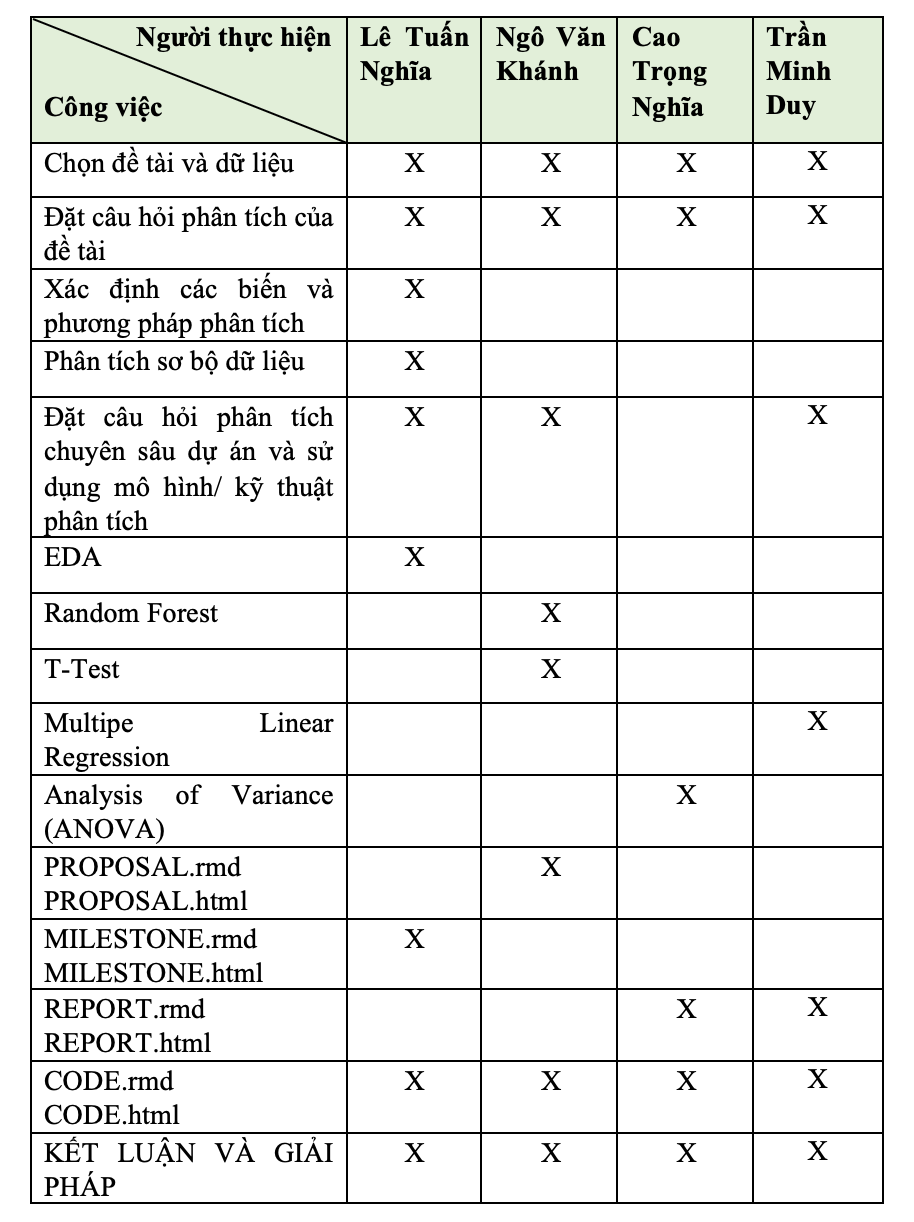 Người thực hiện
Công việc
Lê Tuấn
Nghĩa
Ngô Văn
Khánh
Cao
Trọng
Nghĩa
Trần
Minh
Duy
Chọn đề tài và dữ liệu X X X X
Đặt câu hỏi phân tích của X X X X
đề tài
Xác định các biến và X
phương pháp phân tích
Phân tích sơ bộ dữ liệu X
Đặt câu hỏi phân tích X X X
chuyên sâu dự án và sử
dụng mô hình/ kỹ thuật
phân tích
EDA X
Random Forest X
T-Test X
Multipe Linear X
Regression
Analysis of Variance X
(ANOVA)
PROPOSAL.rmd X
PROPOSAL.html
MILESTONE.rmd X
MILESTONE.html
REPORT.rmd X X
REPORT.html
CODE.rmd X X X X
CODE.html
KẾT LUẬN VÀ GIẢI X X X X
PHÁP